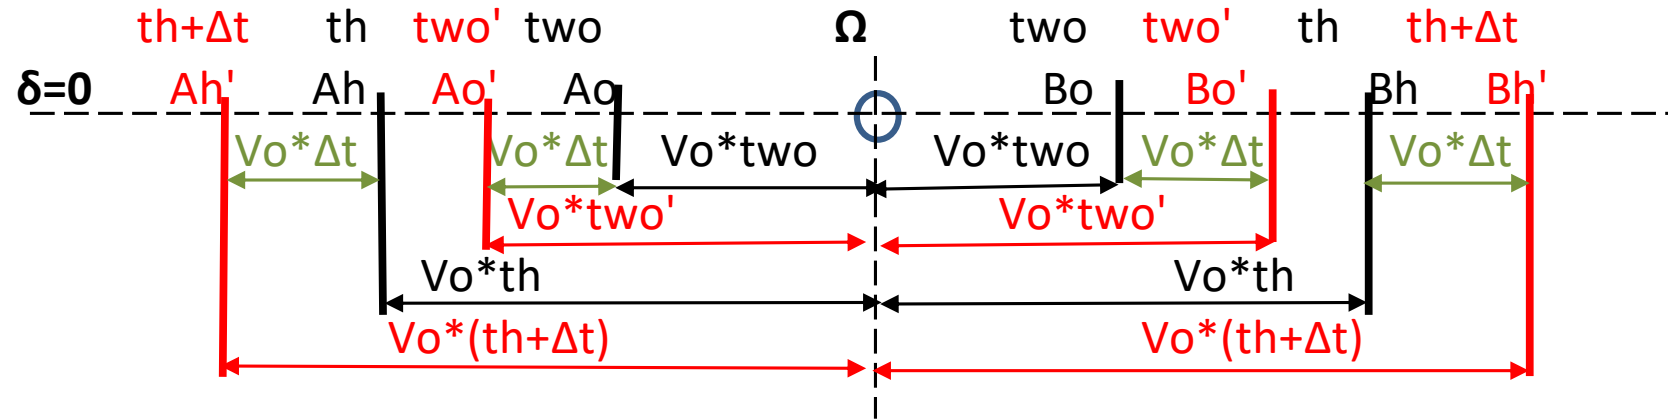 th+Δt th two' two Ω two two' th th+Δt
δ=0 Ah' Ah Ao' Ao Bo Bo' Bh Bh'
Vo*Δt Vo*Δt Vo*two Vo*two Vo*Δt Vo*Δt
Vo*two' Vo*two'
Vo*th Vo*th
Vo*(th+Δt) Vo*(th+Δt)